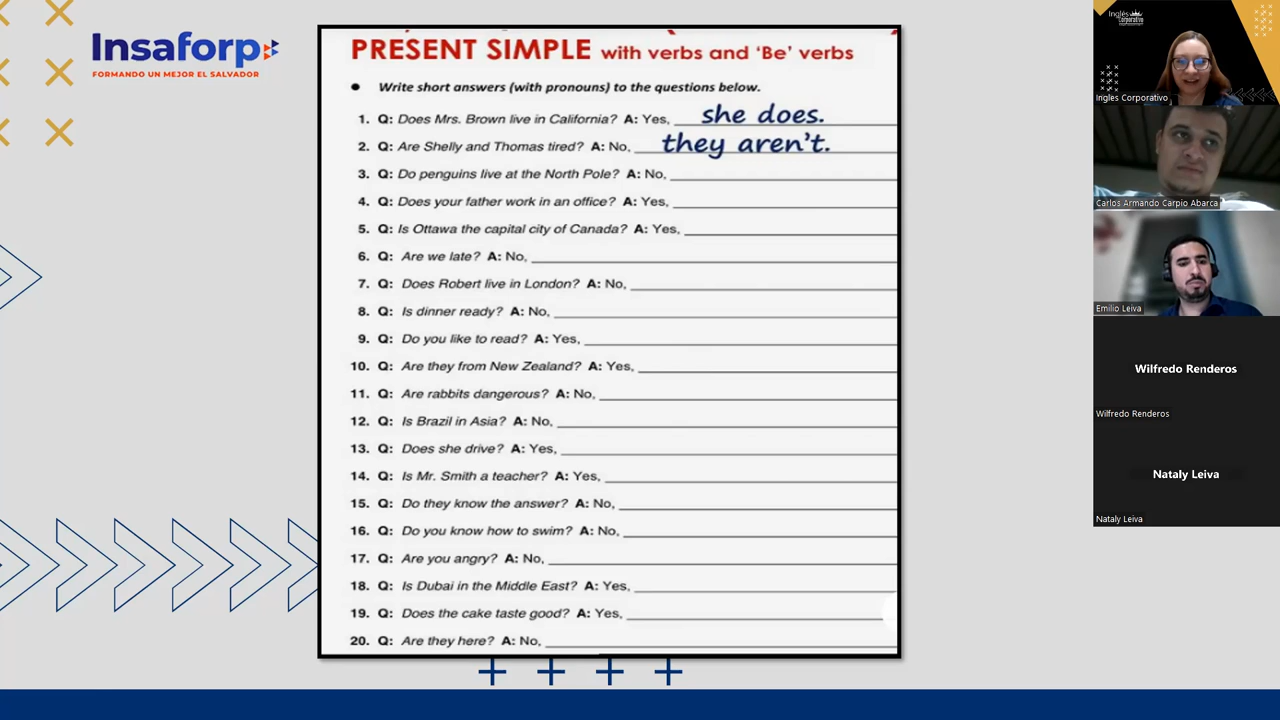 Insaforp
FORMANDO UN MEJOR EL SALVADOR
PRESENT SIMPLE with verbs and 'Be' verbs
● Write short answers (with pronouns) to the questions below.
1. Q: Does Mrs. Brown live in California? A: Yes, she does.
2. Q: Are Shelly and Thomas tired? A: No, they aren't.
3. Q: Do penguins live at the North Pole? A: No,
4. Q: Does your father work in an office? A: Yes,
5. Q: Is Ottawa the capital city of Canada? A: Yes,
6. Q: Are we late? A: No,
7. Q: Does Robert live in London? A: No,
8. Q: Is dinner ready? A: No,
9. Q: Do you like to read? A: Yes,
10. Q: Are they from New Zealand? A: Yes,
11. Q: Are rabbits dangerous? A: No,
12. Q: Is Brazil in Asia? A: No,
13. Q: Does she drive? A: Yes,
14. Q: Is Mr. Smith a teacher? A: Yes,
15. Q: Do they know the answer? A: No,
16. Q: Do you know how to swim? A: No,
17. Q: Are you angry? A: No,
18. Q: Is Dubai in the Middle East? A: Yes,
19. Q: Does the cake taste good? A: Yes,
20. Q: Are they here? A: No,
Inglés
Corporativo
Ingles Corporativo
Carlos Armando Carpio Abarca
Emilio Leiva
Wilfredo Renderos
Wilfredo Renderos
Nataly Leiva
Nataly Leiva